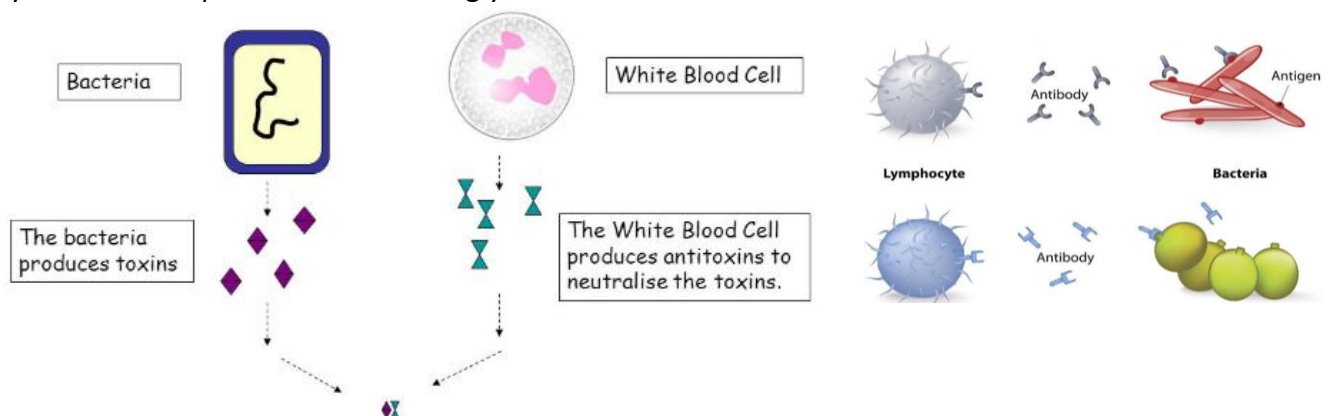 Bacteria
White Blood Cell
The bacteria
produces toxins
The White Blood Cell
produces antitoxins to
neutralise the toxins.
Antibody
Antigen
Lymphocyte
Bacteria
Antibody